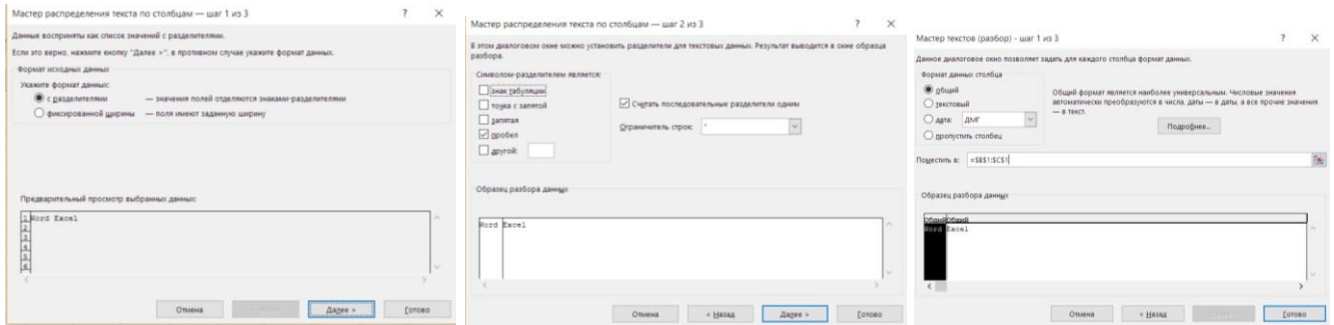 Мастер распределения текста по столбцам — шаг 1 из 3
? ×
Данные восприняты как список значений с разделителями.
Если это верно, нажмите кнопку "Далее >", в противном случае укажите формат данных.
Формат исходных данных
Укажите формат данных:
с разделителями — значения полей отделяются знаками-разделителями
фиксированной ширины — поля имеют заданную ширину
Предварительный просмотр выбранных данных:
1 Word Excel
2
3
4
5
6
Отмена Далее > Готово
Мастер распределения текста по столбцам — шаг 2 из 3
? ×
В этом диалоговом окне можно установить разделители для текстовых данных. Результат выводится в окне образца
разбора.
Символом-разделителем является:
знак табуляции
точка с запятой
запятая
пробел
другой:
Считать последовательные разделители одним
Ограничитель строк: "
Образец разбора данных
Word Excel
Отмена < Назад Далее > Готово
Мастер текстов (разбор) - шаг 1 из 3
? ×
Данное диалоговое окно позволяет задать для каждого столбца формат данных.
Формат данных столбца
общий
текстовый
дата: ДМГ
пропустить столбец
Общий формат является наиболее универсальным. Числовые значения
автоматически преобразуются в числа, даты — в даты, а все прочие значения
— в текст.
Подробнее...
Поместить в: =$B$1:$C$1
Образец разбора данных
Общий Общий
Word Excel
Отмена < Назад Готово